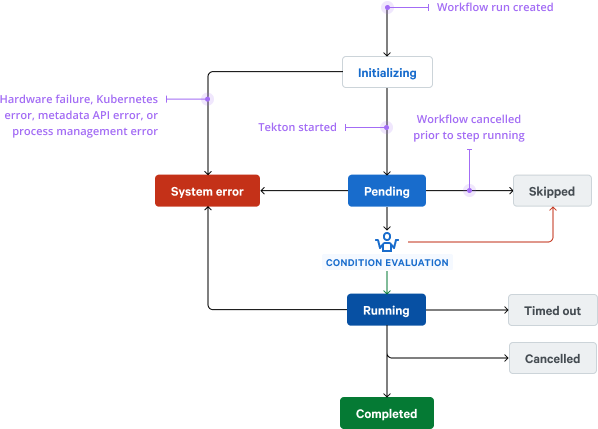 Workflow run created
Initializing
Hardware failure, Kubernetes
error, metadata API error, or
process management error
Tekton started
Workflow cancelled
prior to step running
System error
Pending
Skipped
CONDITION EVALUATION
Running
Timed out
Cancelled
Completed